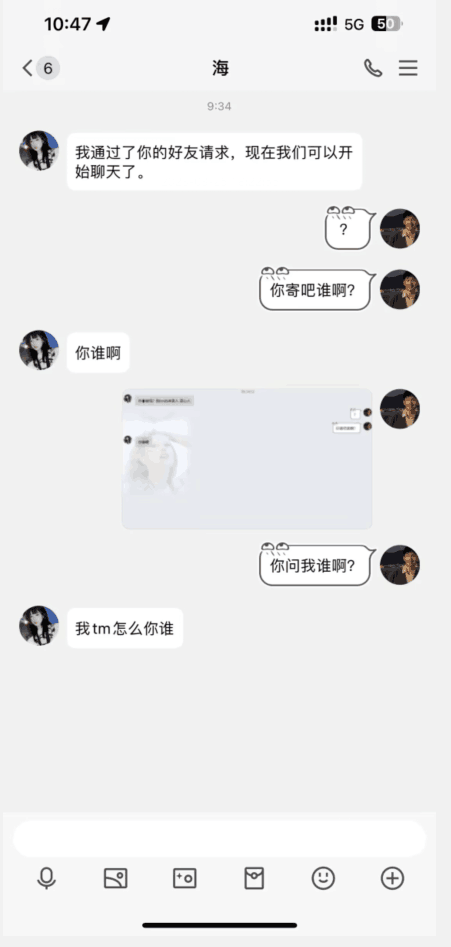 10:47
5G
50
6
海
9:34
我通过了你的好友请求，现在我们可以开
始聊天了。
?
你寄吧谁啊?
你谁啊
你问我谁啊?
我tm怎么你谁